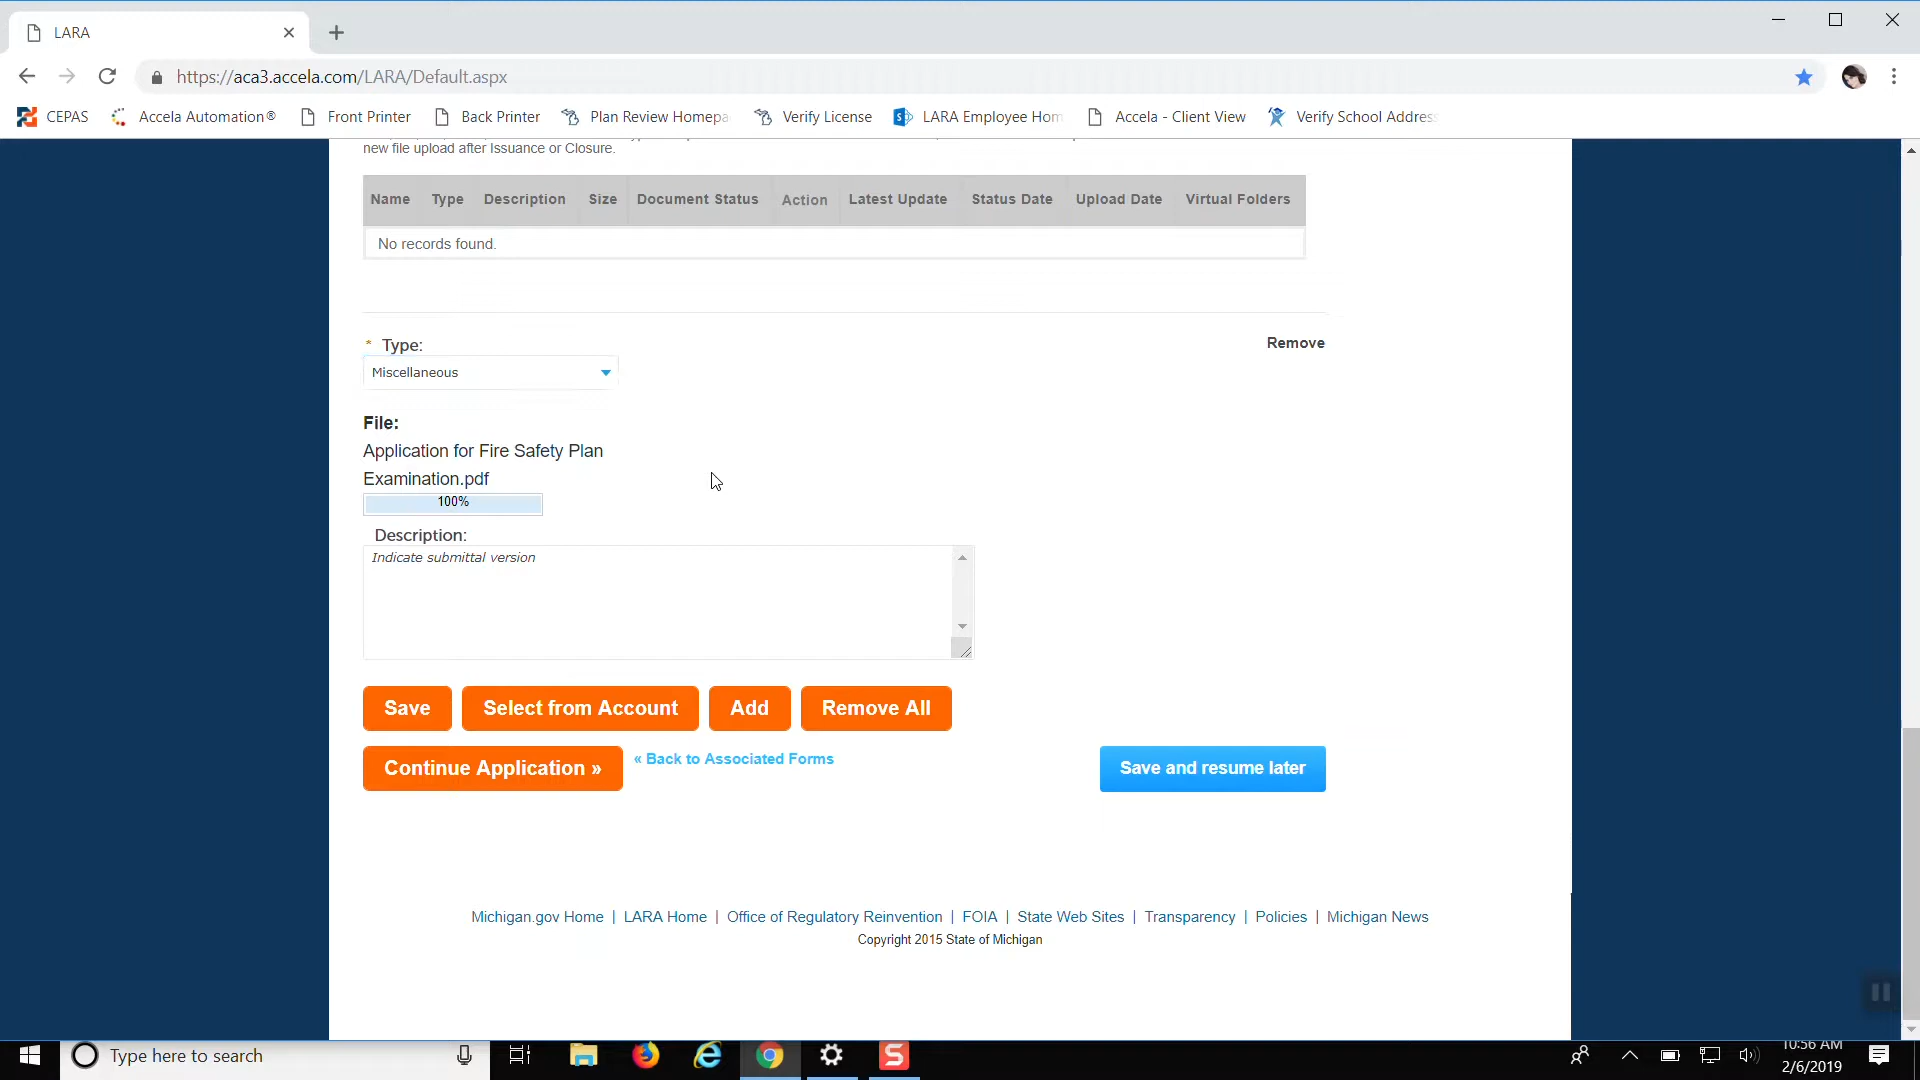 LARA
https://aca3.accela.com/LARA/Default.aspx
CEPAS Accela Automation® Front Printer Back Printer Plan Review Homepa Verify License LARA Employee Hom Accela - Client View Verify School Address
new file upload after Issuance or Closure.
Name Type Description Size Document Status Action Latest Update Status Date Upload Date Virtual Folders
No records found.
* Type: Remove
Miscellaneous
File:
Application for Fire Safety Plan
Examination.pdf
100%
Description:
Indicate submittal version
Save Select from Account Add Remove All
Continue Application » « Back to Associated Forms Save and resume later
Michigan.gov Home | LARA Home | Office of Regulatory Reinvention | FOIA | State Web Sites | Transparency | Policies | Michigan News
Copyright 2015 State of Michigan
Type here to search
10:56 AM
2/6/2019